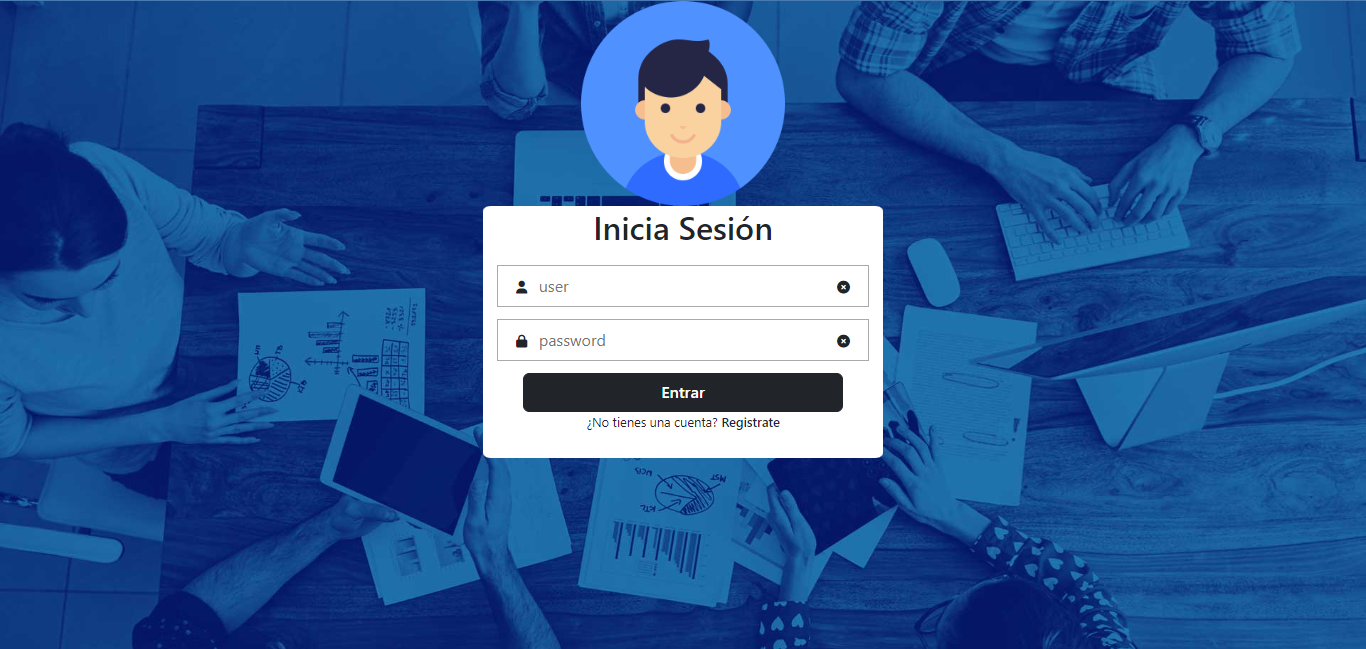 Inicia Sesión
user
password
Entrar
¿No tienes una cuenta? Registrate